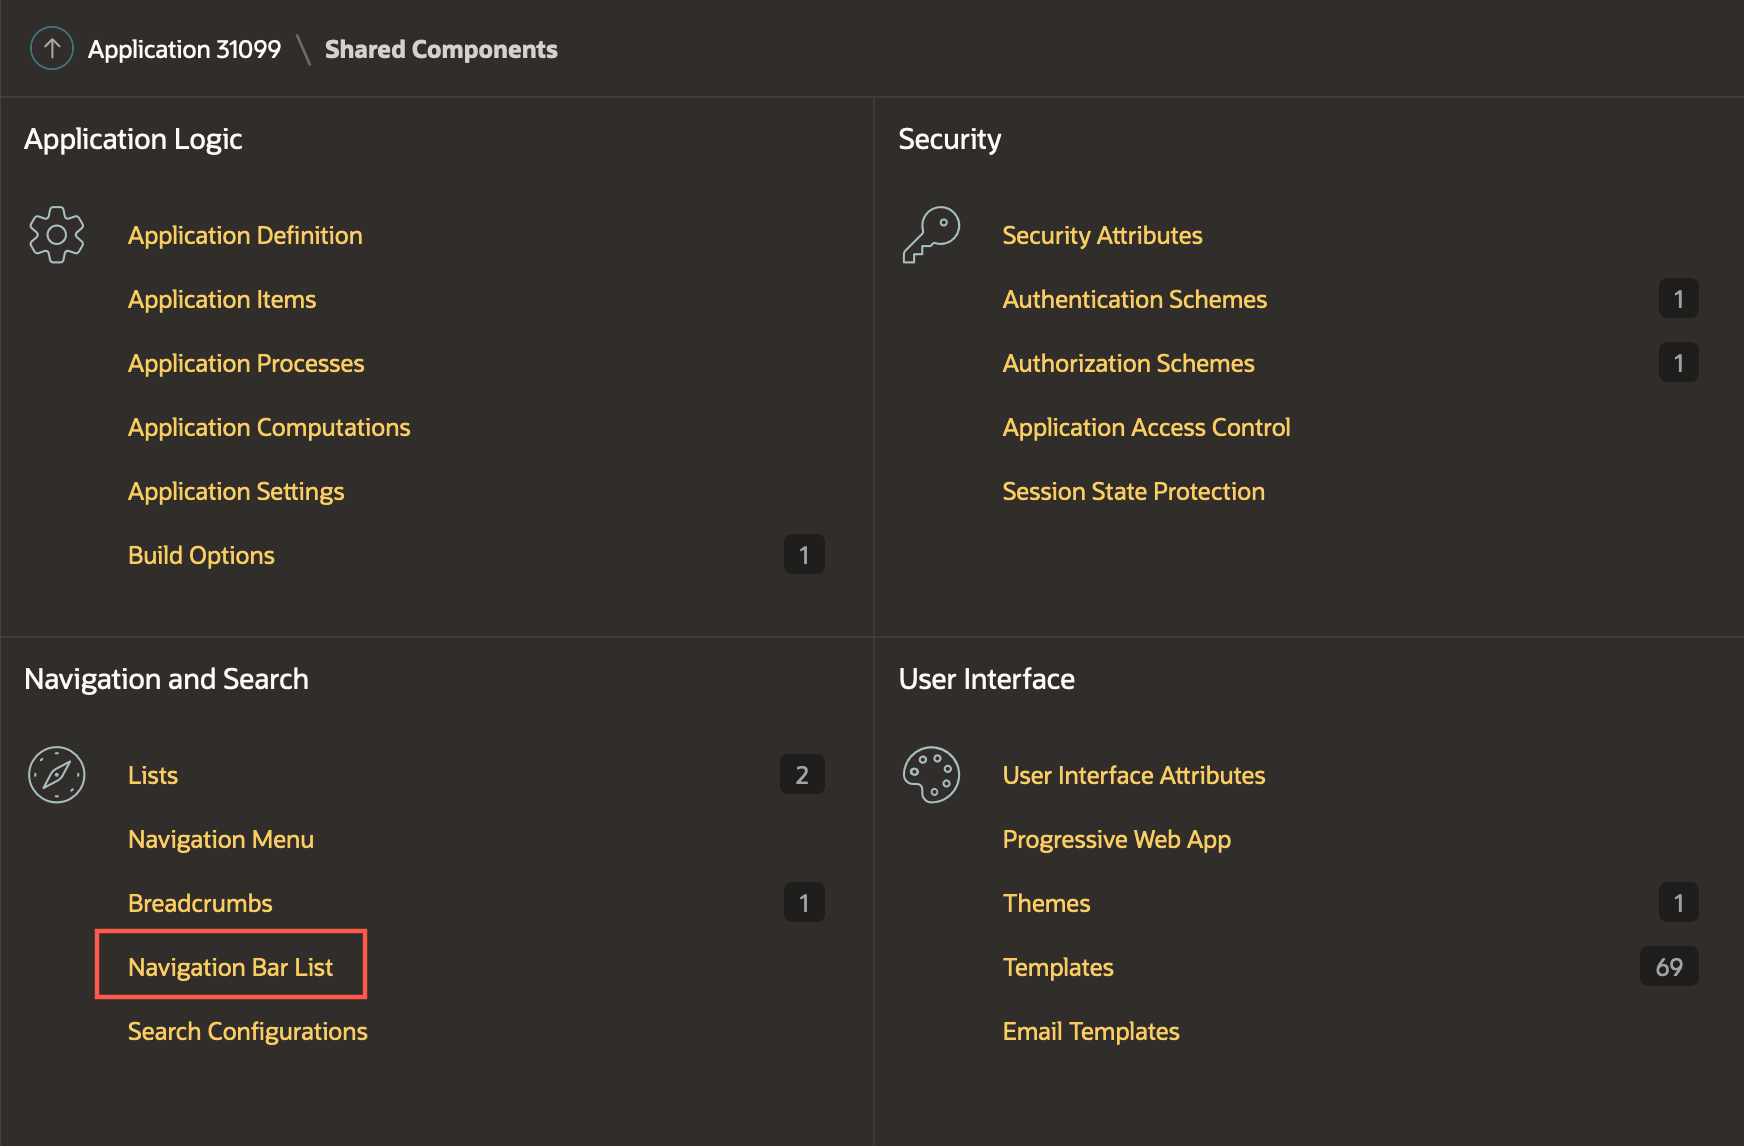 Application 31099 \ Shared Components
Application Logic
Application Definition
Application Items
Application Processes
Application Computations
Application Settings
Build Options 1
Security
Security Attributes
Authentication Schemes 1
Authorization Schemes 1
Application Access Control
Session State Protection
Navigation and Search
Lists 2
Navigation Menu
Breadcrumbs 1
Navigation Bar List
Search Configurations
User Interface
User Interface Attributes
Progressive Web App
Themes 1
Templates 69
Email Templates